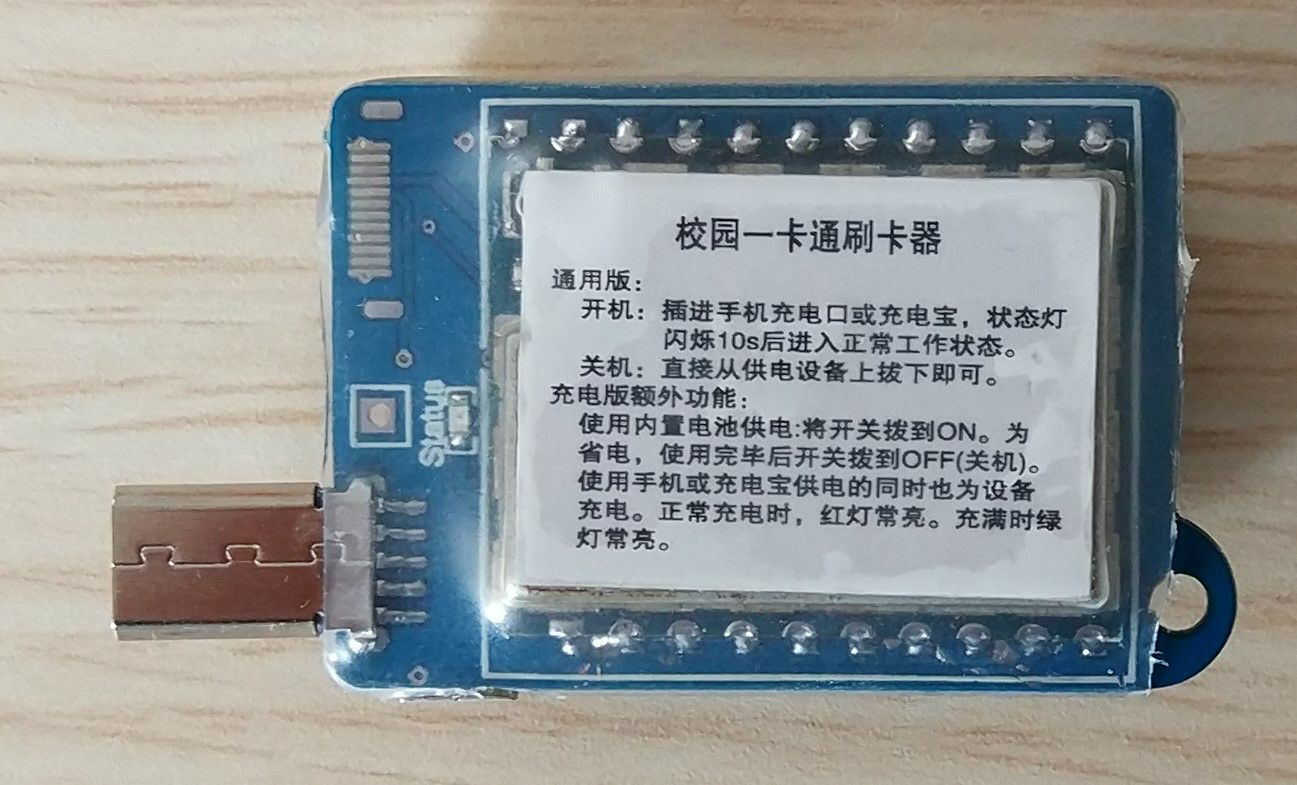 校园一卡通刷卡器
通用版：
开机：插进手机充电口或充电宝，状态灯
闪烁10s后进入正常工作状态。
关机：直接从供电设备上拔下即可。
充电版额外功能：
使用内置电池供电:将开关拨到ON。为
省电，使用完毕后开关拨到OFF(关机)。
使用手机或充电宝供电的同时也为设备
充电。正常充电时，红灯常亮。充满时绿
灯常亮。
Status